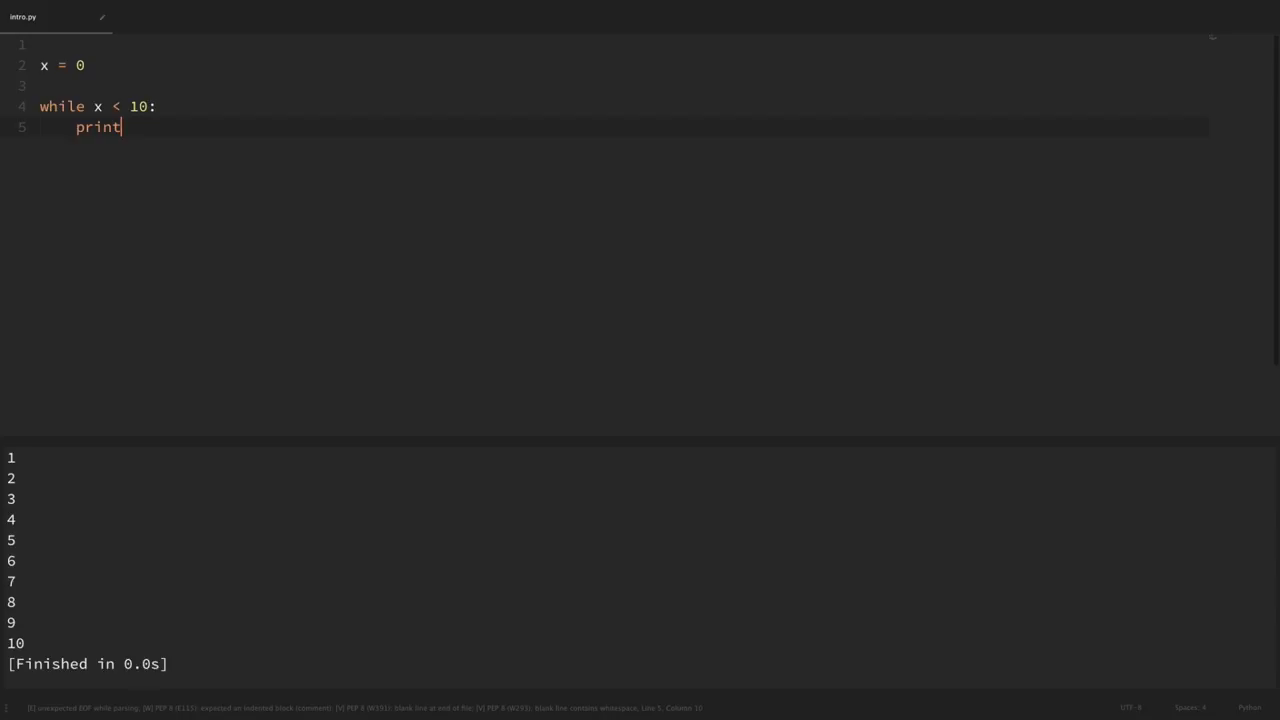 intro.py
1
2 x = 0
3
4 while x < 10:
5     print
1
2
3
4
5
6
7
8
9
10
[Finished in 0.0s]
[E] unexpected EOF while parsing; [W] PEP 8 (E115): expected an indented block (comment); [V] PEP 8 (W391): blank line at end of file; [V] PEP 8 (W293): blank line contains whitespace, Line 5, Column 10 UTF-8 Spaces: 4 Python